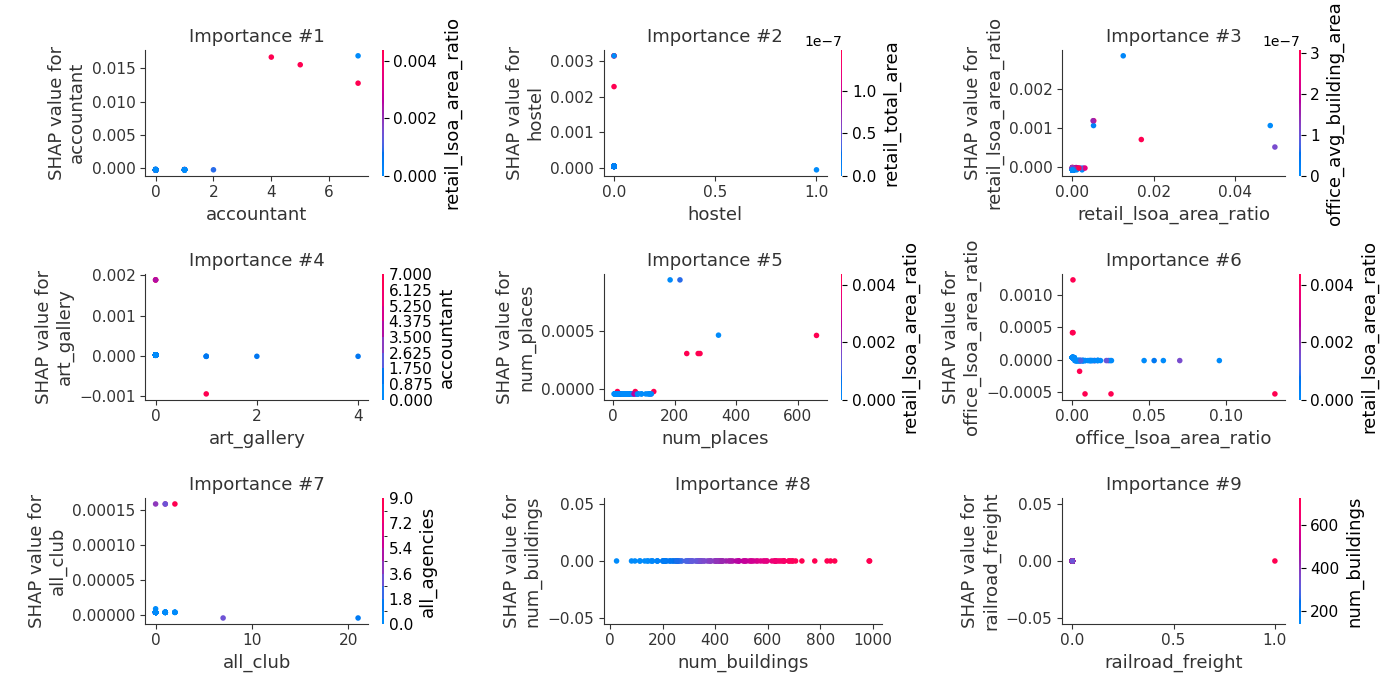 Importance #1
SHAP value for
accountant
0.015
0.010
0.005
0.000
0
2
4
6
accountant
0.004
0.002
0.000
retail_lsoa_area_ratio
Importance #2
1e−7
SHAP value for
hostel
0.003
0.002
0.001
0.000
0.0
0.5
1.0
hostel
1.0
0.5
0.0
retail_total_area
Importance #3
1e−7
SHAP value for
retail_lsoa_area_ratio
0.002
0.001
0.000
0.00
0.02
0.04
retail_lsoa_area_ratio
3
2
1
0
office_avg_building_area
Importance #4
SHAP value for
art_gallery
0.002
0.001
0.000
−0.001
0
2
4
art_gallery
7.000
6.125
5.250
4.375
3.500
2.625
1.750
0.875
0.000
accountant
Importance #5
SHAP value for
num_places
0.0005
0.0000
0
200
400
600
num_places
0.004
0.002
0.000
retail_lsoa_area_ratio
Importance #6
SHAP value for
office_lsoa_area_ratio
0.0010
0.0005
0.0000
−0.0005
0.00
0.05
0.10
office_lsoa_area_ratio
0.004
0.002
0.000
retail_lsoa_area_ratio
Importance #7
SHAP value for
all_club
0.00015
0.00010
0.00005
0.00000
0
10
20
all_club
9.0
7.2
5.4
3.6
1.8
0.0
all_agencies
Importance #8
SHAP value for
num_buildings
0.05
0.00
−0.05
0
200
400
600
800
1000
num_buildings
Importance #9
SHAP value for
railroad_freight
0.05
0.00
−0.05
0.0
0.5
1.0
railroad_freight
600
400
200
num_buildings